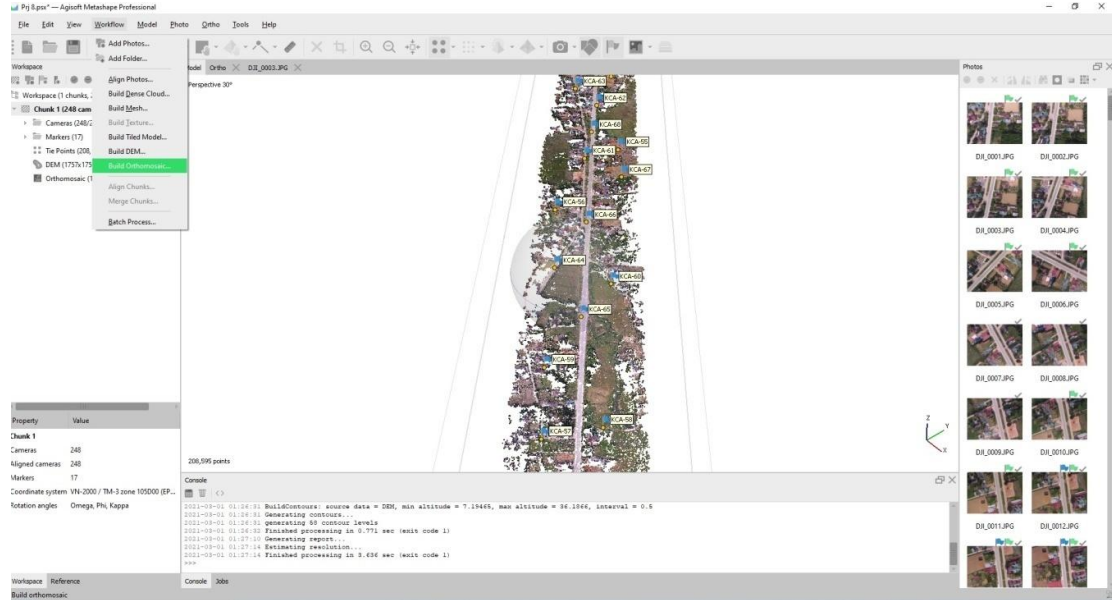 Prj 8.psx* — Agisoft Metashape Professional
File Edit View Workflow Model Photo Ortho Tools Help
Add Photos...
Add Folder...
Align Photos...
Build Dense Cloud...
Build Mesh...
Build Texture...
Build Tiled Model...
Build DEM...
Build Orthomosaic...
Align Chunks...
Merge Chunks...
Batch Process...
Workspace
Workspace (1 chunks,
Chunk 1 (248 cam
Cameras (248/2
Markers (17)
Tie Points (208,
DEM (1757x175
Orthomosaic (1
Model Ortho DJI_0003.JPG
Perspective 30°
KCA-63
KCA-62
KCA-68
KCA-55
KCA-61
KCA-67
KCA-56
KCA-66
KCA-64
KCA-60
KCA-65
KCA-59
KCA-58
KCA-57
208,595 points
Z
Y
X
Property Value
Chunk 1
Cameras 248
Aligned cameras 248
Markers 17
Coordinate system VN-2000 / TM-3 zone 105D00 (EP...
Rotation angles Omega, Phi, Kappa
Workspace Reference
Build orthomosaic
Console
2021-03-01 01:26:31 BuildContours: source data = DEM, min altitude = 7.19465, max altitude = 36.1866, interval = 0.5
2021-03-01 01:26:31 Generating contours...
2021-03-01 01:26:31 generating 58 contour levels
2021-03-01 01:26:32 Finished processing in 0.771 sec (exit code 1)
2021-03-01 01:27:10 Generating report...
2021-03-01 01:27:14 Estimating resolution...
2021-03-01 01:27:14 Finished processing in 3.636 sec (exit code 1)
>>>
Console Jobs
Photos
DJI_0001.JPG DJI_0002.JPG
DJI_0003.JPG DJI_0004.JPG
DJI_0005.JPG DJI_0006.JPG
DJI_0007.JPG DJI_0008.JPG
DJI_0009.JPG DJI_0010.JPG
DJI_0011.JPG DJI_0012.JPG